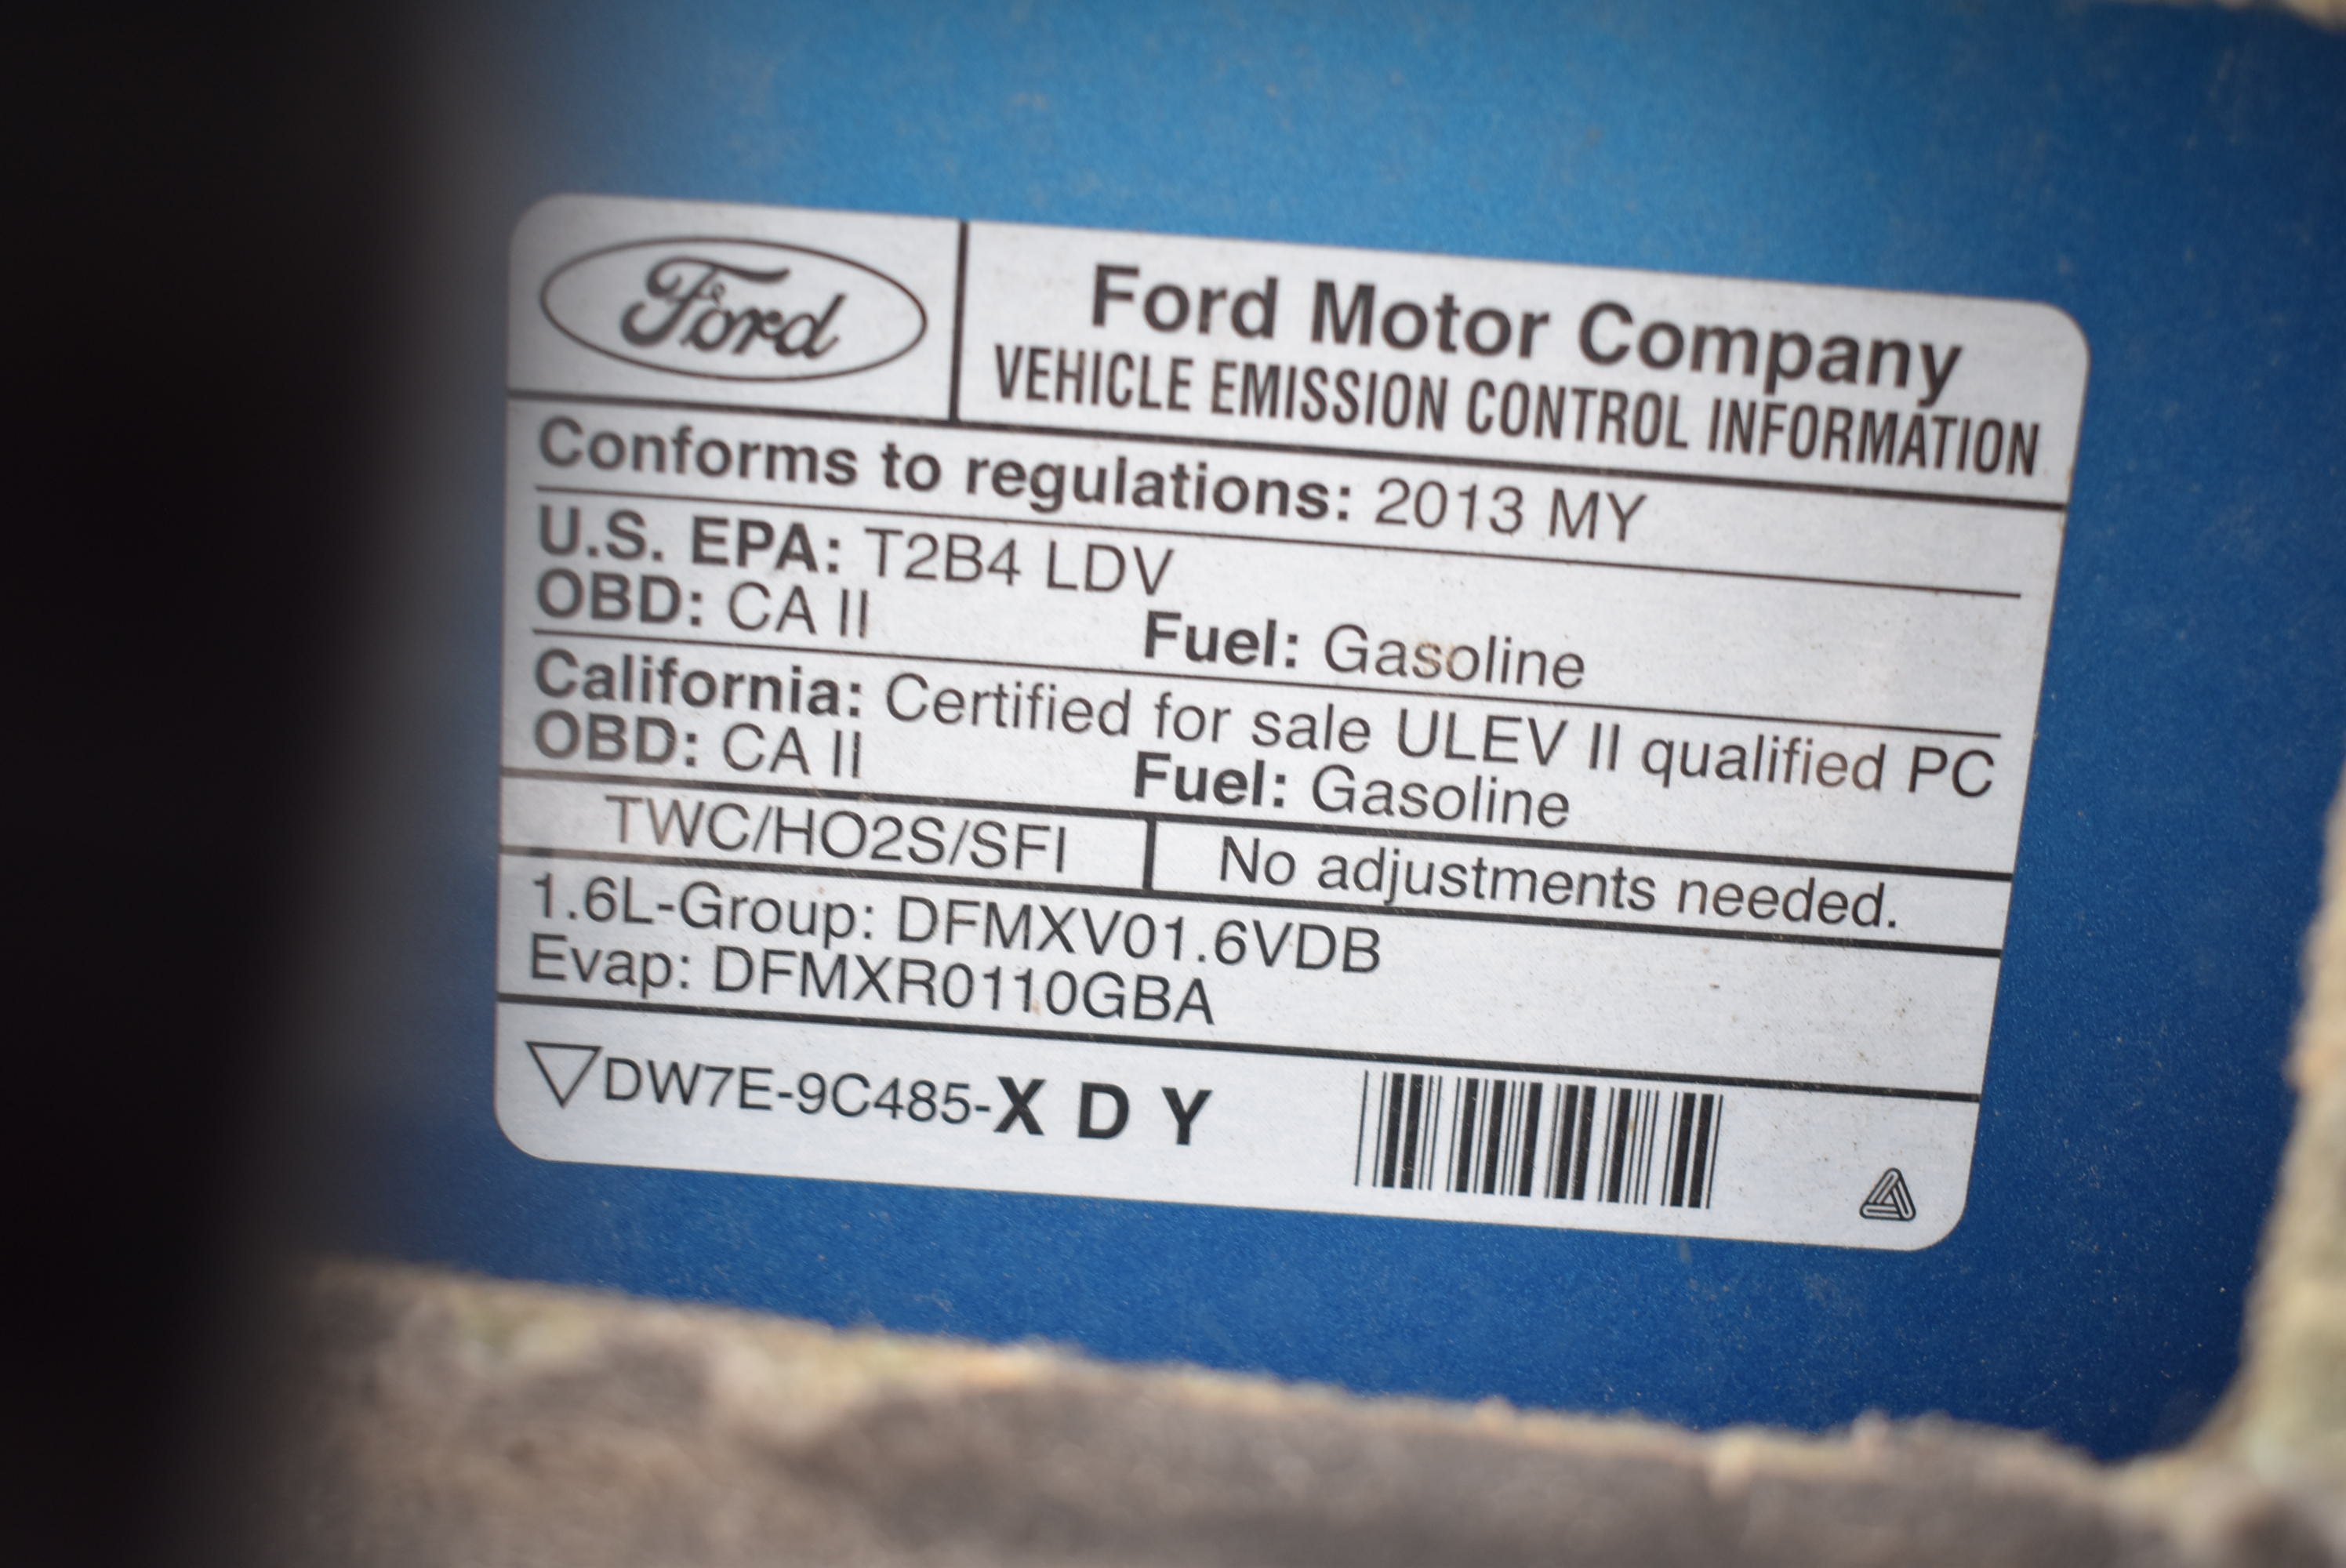 Ford
Ford Motor Company
VEHICLE EMISSION CONTROL INFORMATION
Conforms to regulations: 2013 MY
U.S. EPA: T2B4 LDV
OBD: CA II Fuel: Gasoline
California: Certified for sale ULEV II qualified PC
OBD: CA II Fuel: Gasoline
TWC/HO2S/SFI
No adjustments needed.
1.6L-Group: DFMXV01.6VDB
Evap: DFMXR0110GBA
▽DW7E-9C485-X D Y